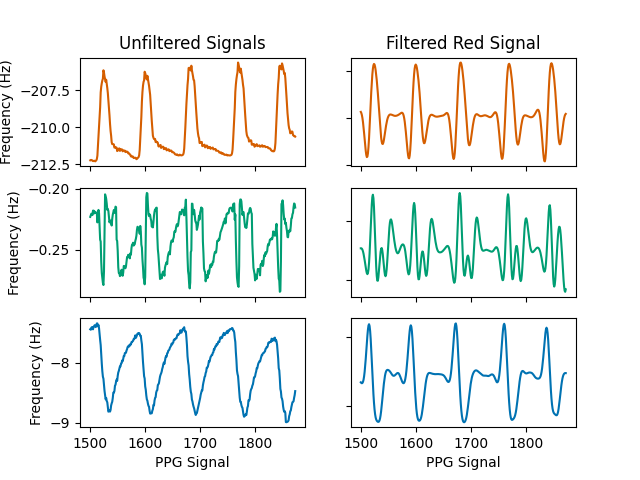 Unfiltered Signals
Filtered Red Signal
Frequency (Hz)
−207.5
−210.0
−212.5
Frequency (Hz)
−0.20
−0.25
Frequency (Hz)
−8
−9
1500 1600 1700 1800
1500 1600 1700 1800
PPG Signal
PPG Signal